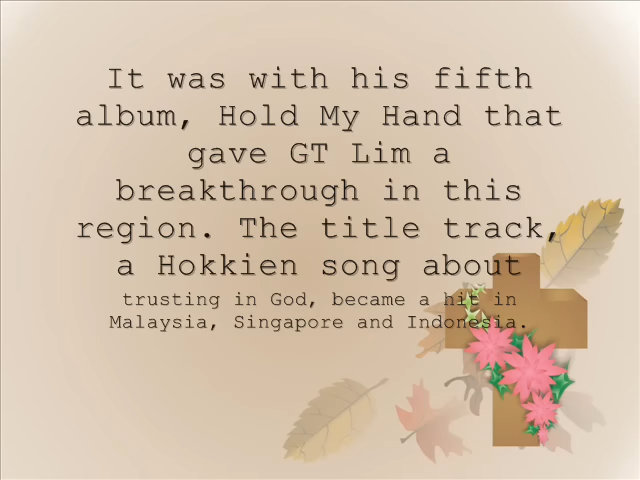 It was with his fifth
album, Hold My Hand that
gave GT Lim a
breakthrough in this
region. The title track,
a Hokkien song about
trusting in God, became a hit in
Malaysia, Singapore and Indonesia.